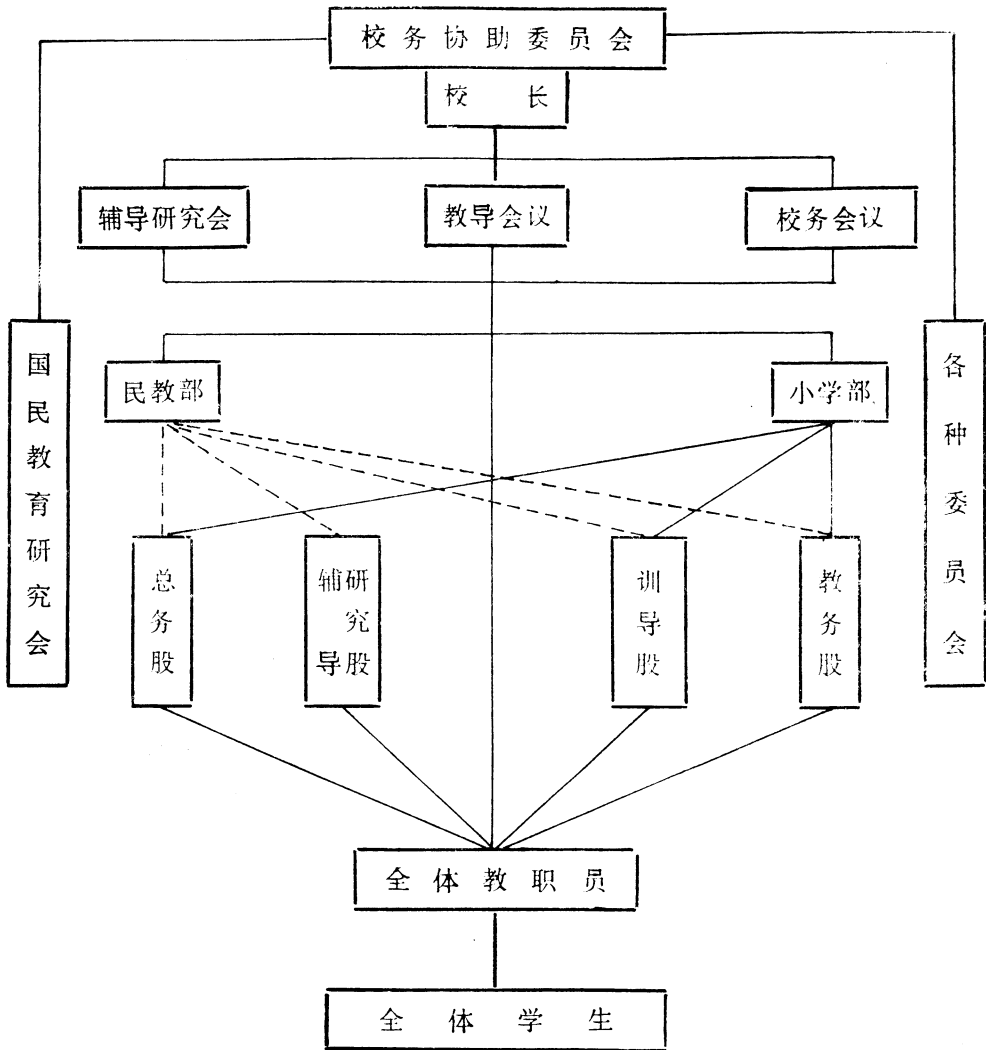 校务协助委员会
校长
辅导研究会
教导会议
校务会议
国民教育研究会
民教部
小学部
各种委员会
总务股
辅导研究股
训导股
教务股
全体教职员
全体学生